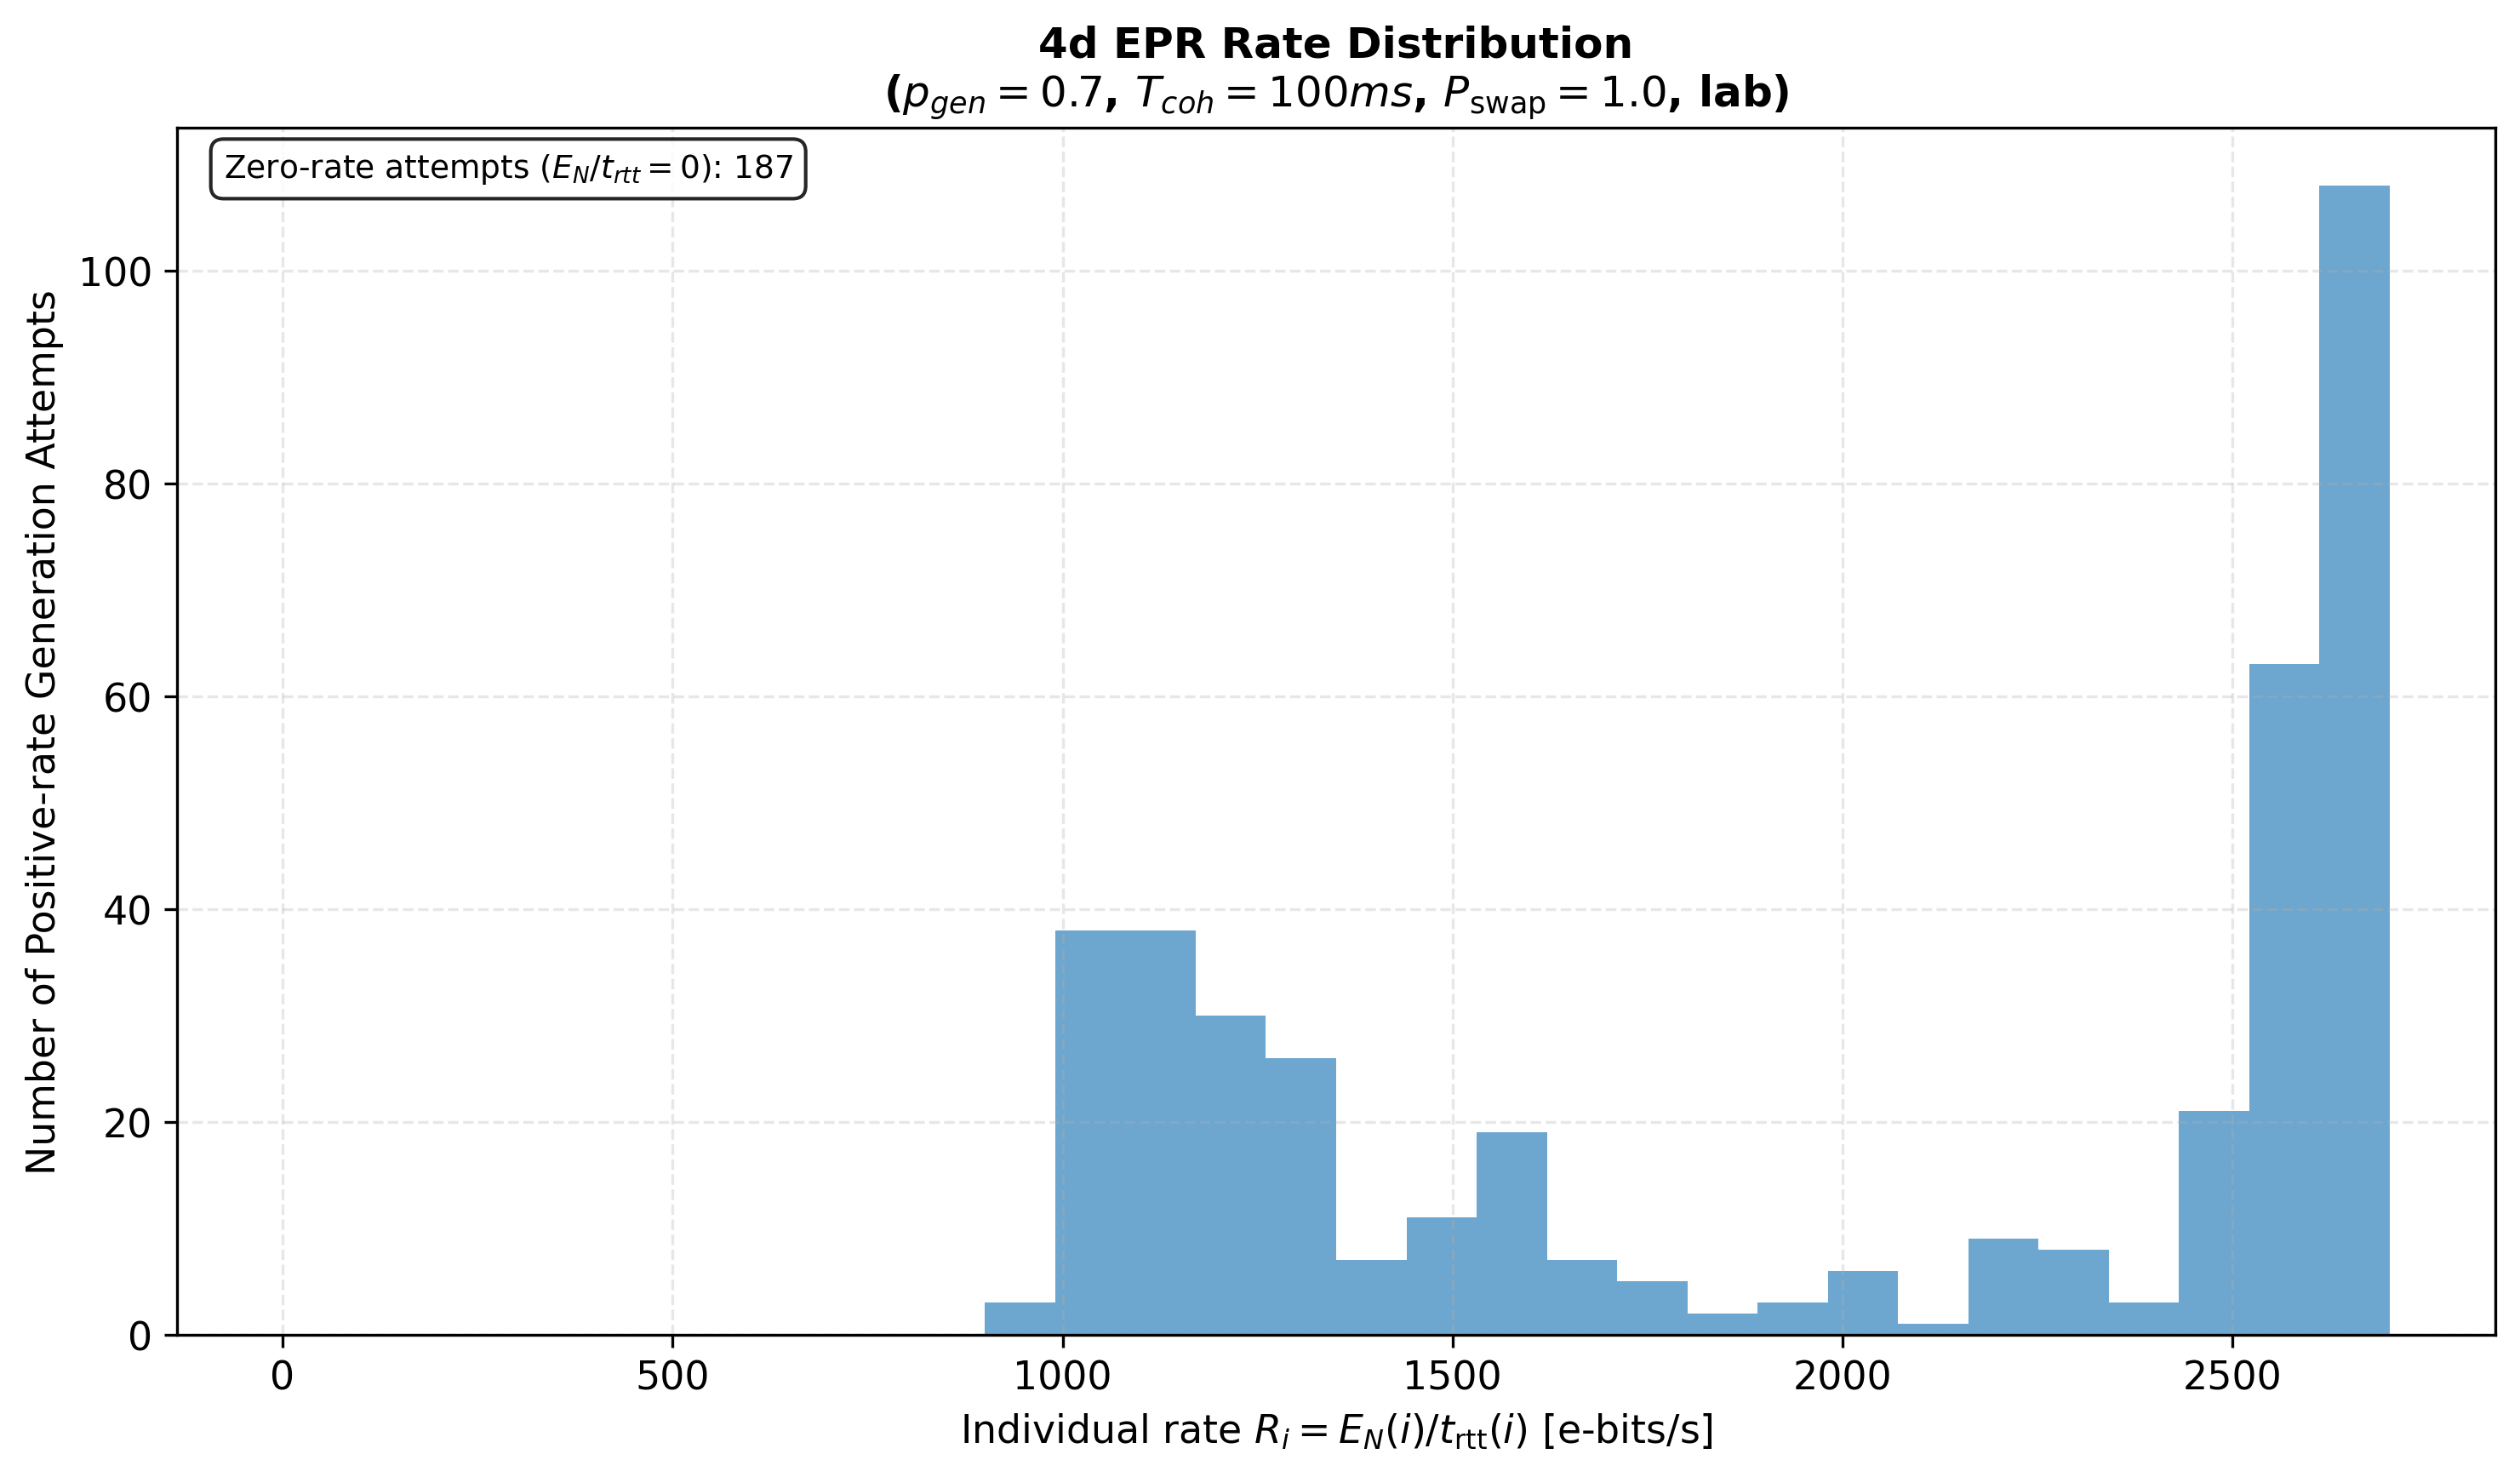 4d EPR Rate Distribution
(p_gen = 0.7, T_coh = 100ms, P_swap = 1.0, lab)
Zero-rate attempts (E_N/t_rtt = 0): 187
Number of Positive-rate Generation Attempts
100
80
60
40
20
0
0 500 1000 1500 2000 2500
Individual rate R_i = E_N(i)/t_rtt(i) [e-bits/s]